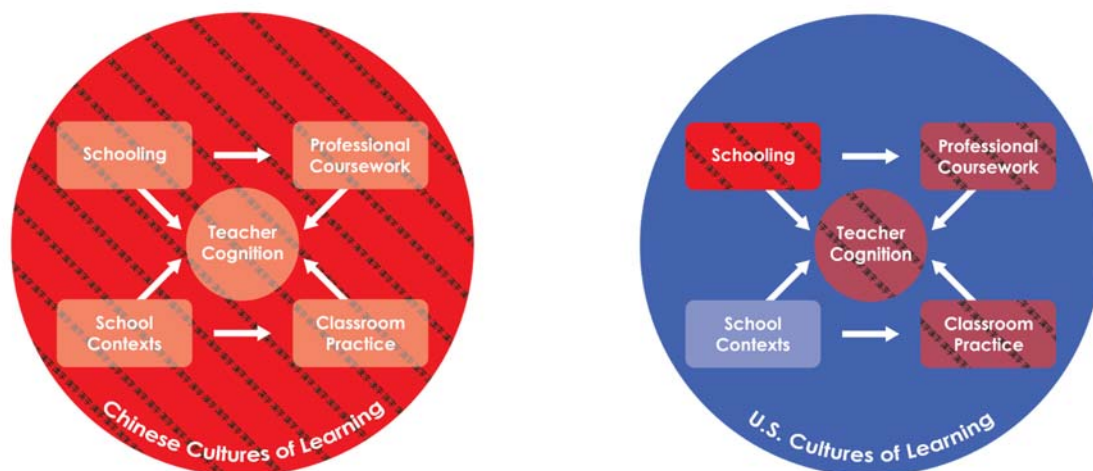 Schooling
Professional
Coursework
Teacher
Cognition
School
Contexts
Classroom
Practice
Chinese Cultures of Learning
Schooling
Professional
Coursework
Teacher
Cognition
School
Contexts
Classroom
Practice
U.S. Cultures of Learning